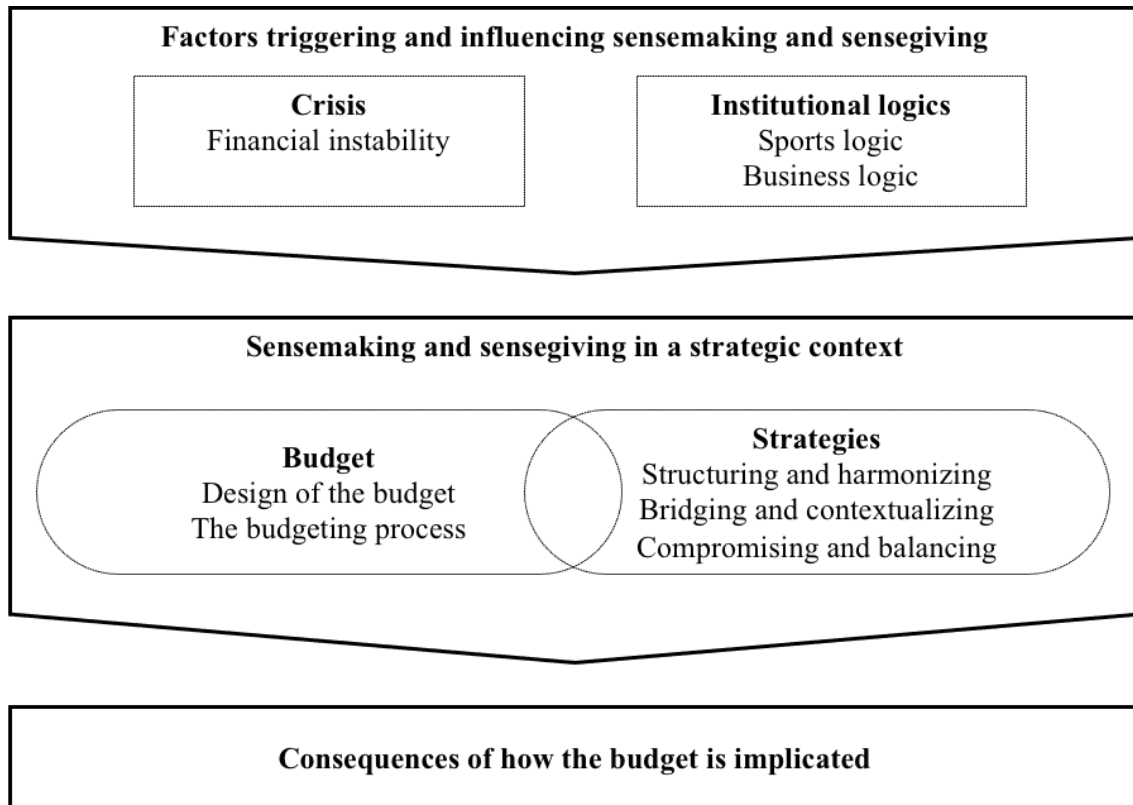 Factors triggering and influencing sensemaking and sensegiving
Crisis
Financial instability
Institutional logics
Sports logic
Business logic
Sensemaking and sensegiving in a strategic context
Budget
Design of the budget
The budgeting process
Strategies
Structuring and harmonizing
Bridging and contextualizing
Compromising and balancing
Consequences of how the budget is implicated